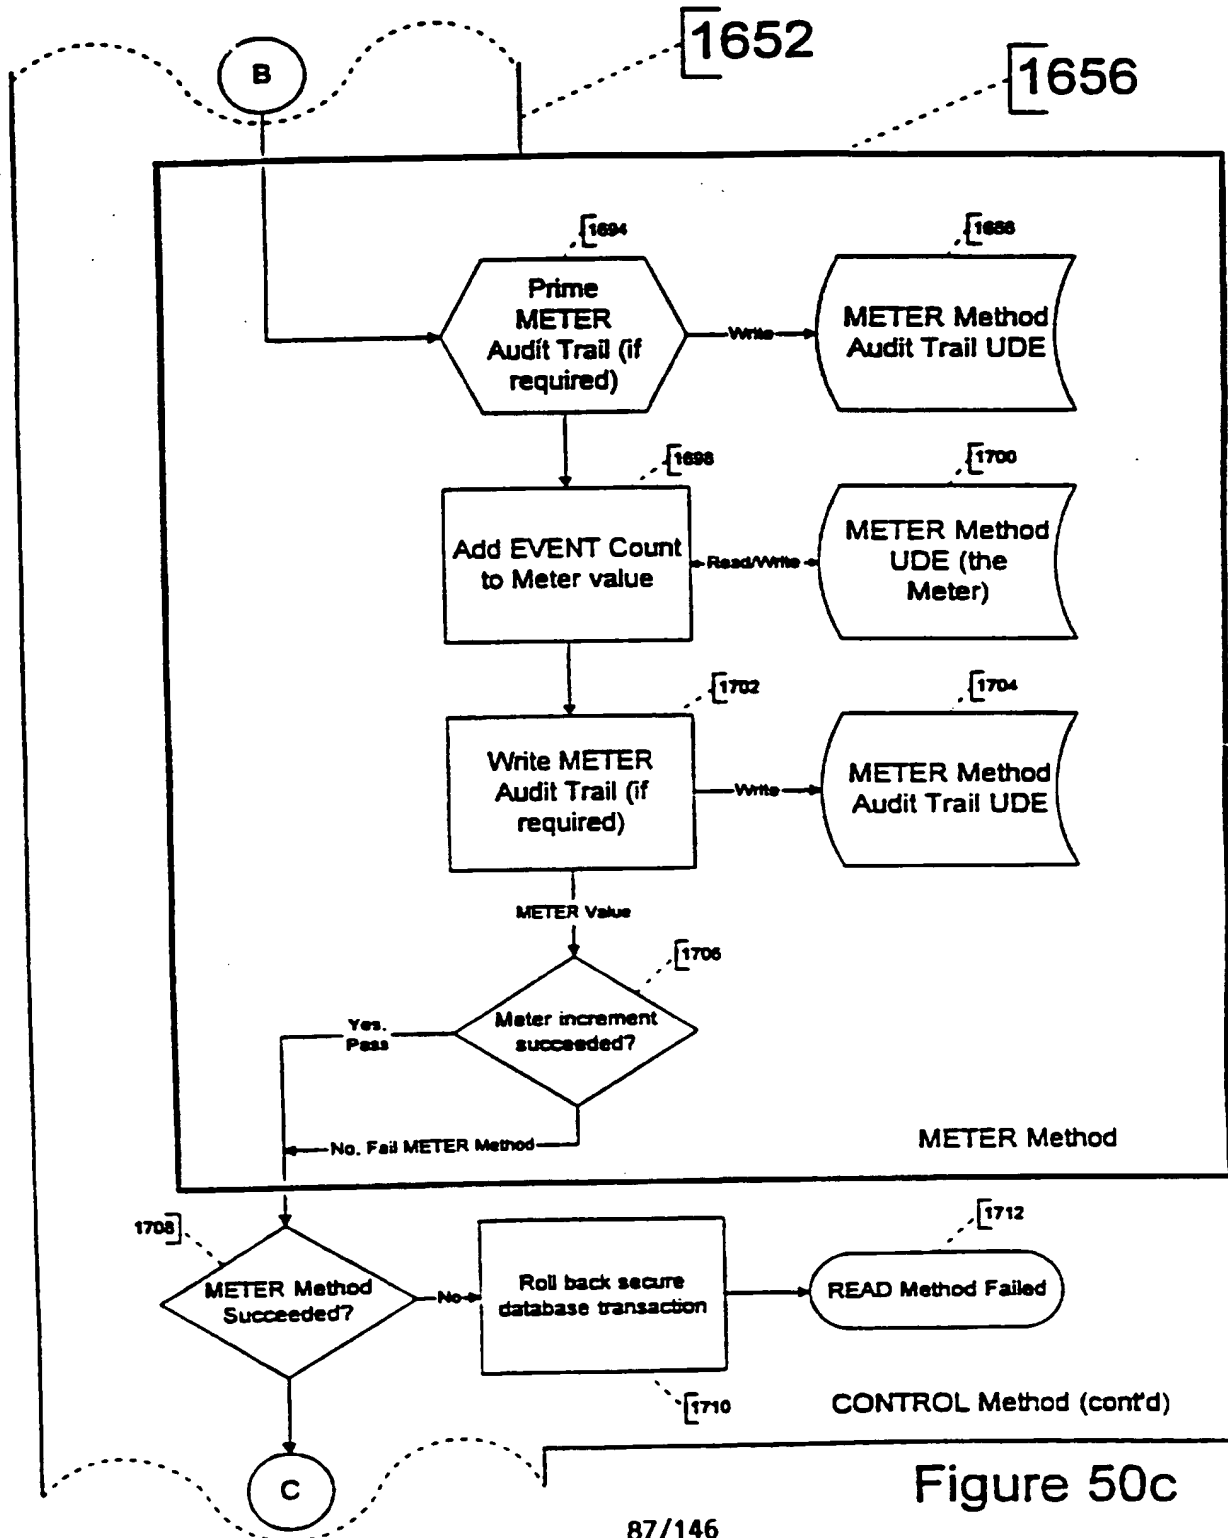 1652
B
1656
1694
Prime
METER
Audit Trail (if
required)
Write
METER Method
Audit Trail UDE
1698
Add EVENT Count
to Meter value
Read/Write
1700
METER Method
UDE (the
Meter)
1702
Write METER
Audit Trail (if
required)
Write
1704
METER Method
Audit Trail UDE
METER Value
1706
Meter increment
succeeded?
Yes.
Pass
No. Fail METER Method
METER Method
1708
METER Method
Succeeded?
No
Roll back secure
database transaction
1710
1712
READ Method Failed
CONTROL Method (cont'd)
C
Figure 50c
87/146